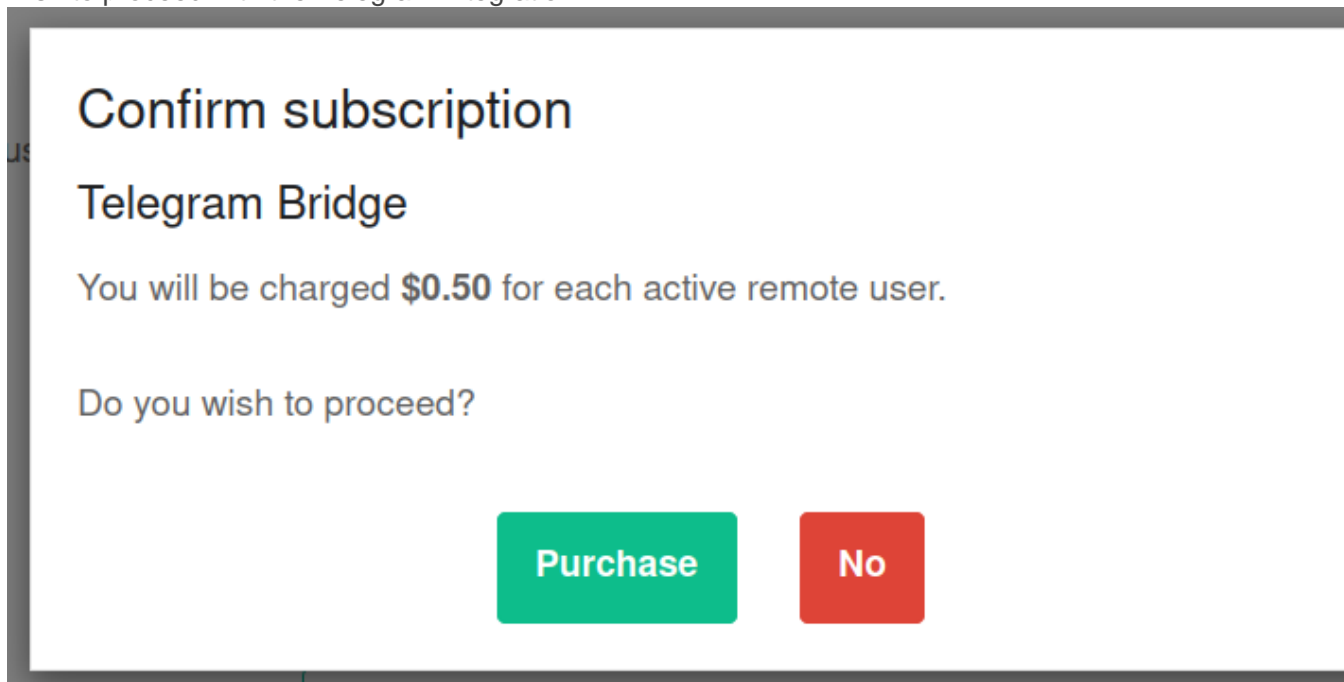 Confirm subscription
us
Telegram Bridge
You will be charged $0.50 for each active remote user.
Do you wish to proceed?
Purchase
No